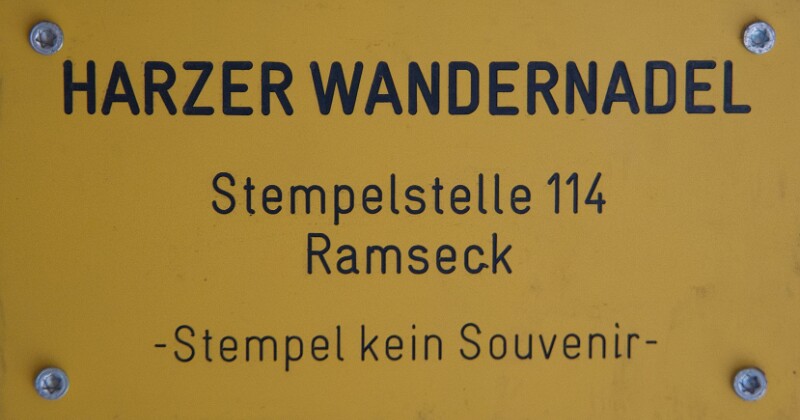 HARZER WANDERNADEL
Stempelstelle 114
Ramseck
-Stempel kein Souvenir-